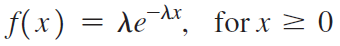 f(x) = λe^{-λx}, for x ≥ 0